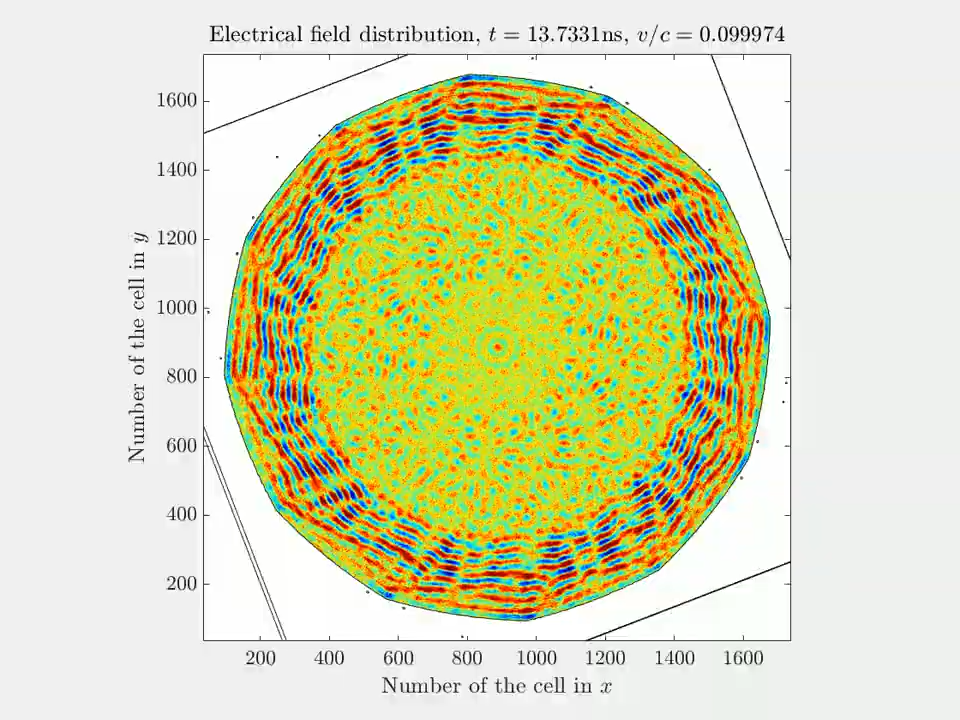 Electrical field distribution, t = 13.7331ns, v/c = 0.099974
Number of the cell in y
1600
1400
1200
1000
800
600
400
200
200 400 600 800 1000 1200 1400 1600
Number of the cell in x